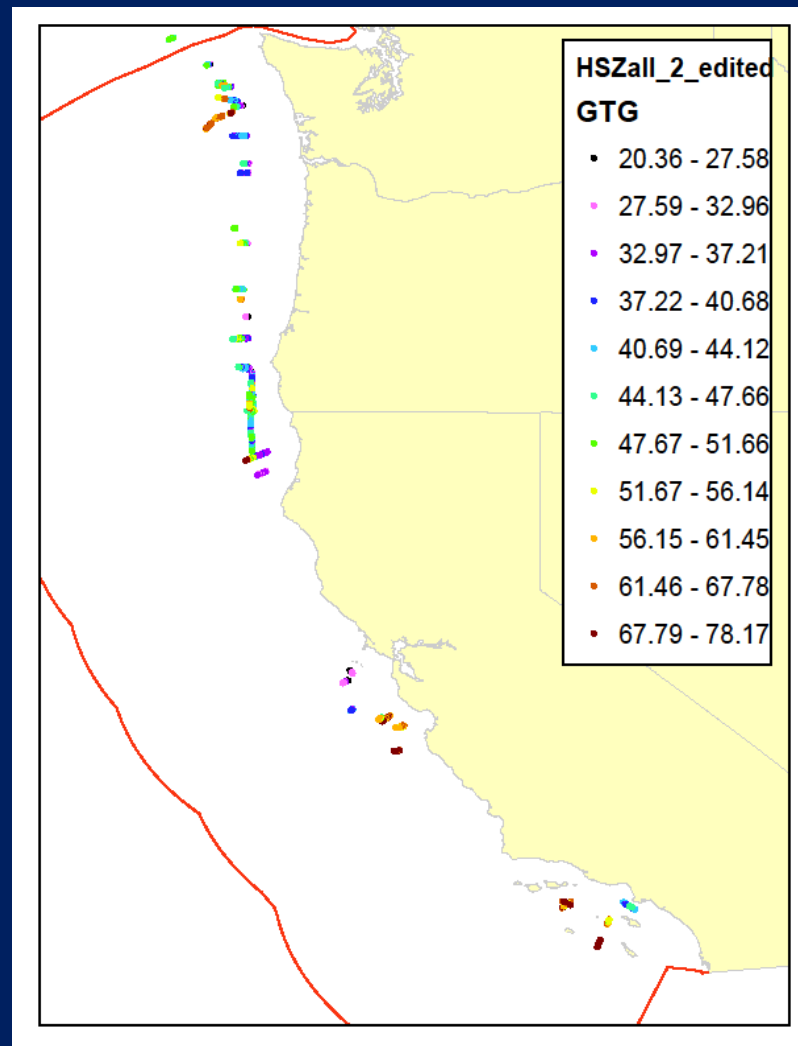 HSZall_2_edited
GTG
20.36 - 27.58
27.59 - 32.96
32.97 - 37.21
37.22 - 40.68
40.69 - 44.12
44.13 - 47.66
47.67 - 51.66
51.67 - 56.14
56.15 - 61.45
61.46 - 67.78
67.79 - 78.17